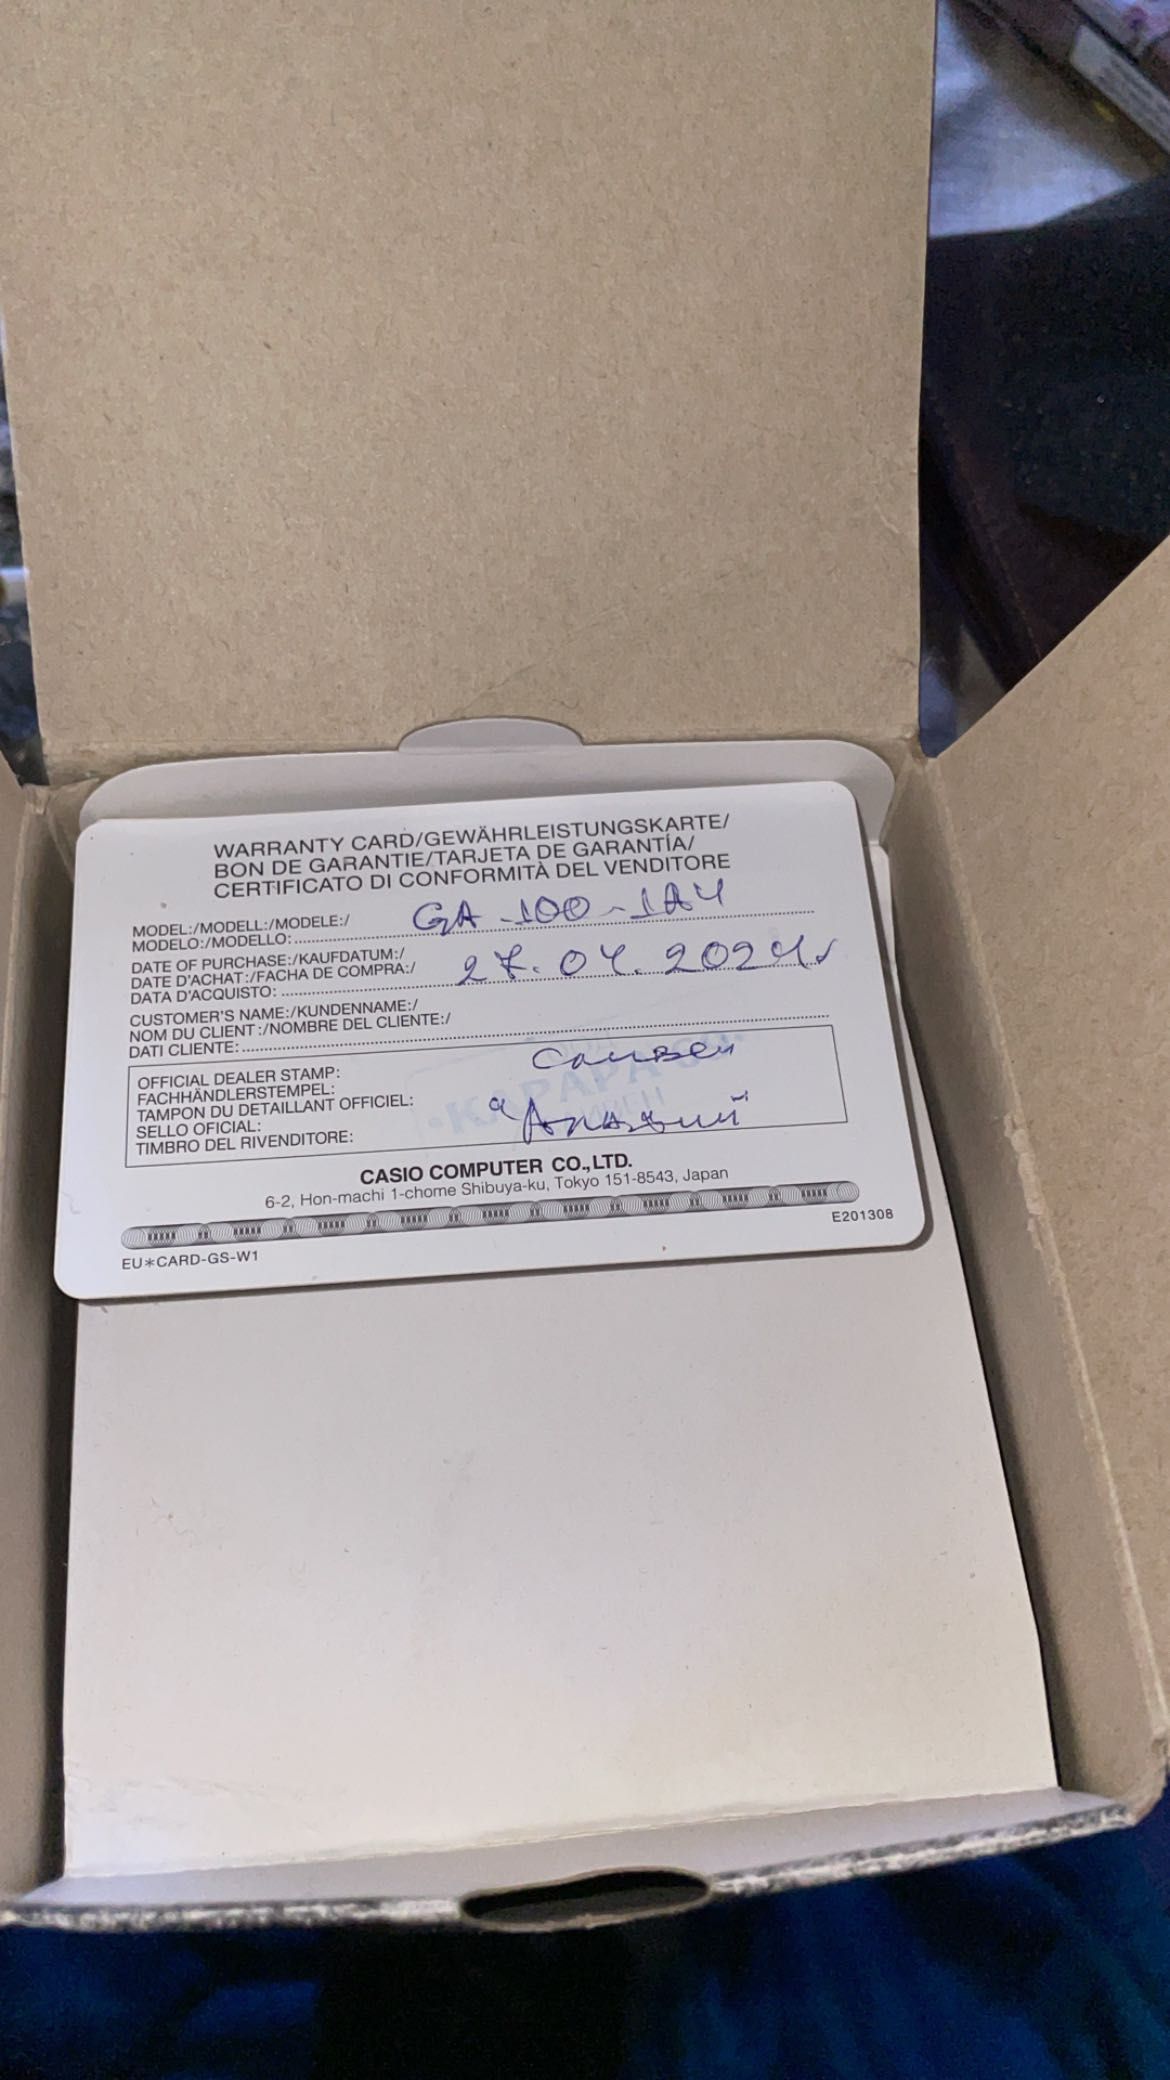 WARRANTY CARD/GEWÄHRLEISTUNGSKARTE/
BON DE GARANTIE/TARJETA DE GARANTÍA/
CERTIFICATO DI CONFORMITÀ DEL VENDITORE
MODEL:/MODELL:/MODELE:/
MODELO:/MODELLO: GA-100-1A4
DATE OF PURCHASE:/KAUFDATUM:/
DATE D'ACHAT:/FACHA DE COMPRA:/ 27.04.2024
DATA D'ACQUISTO:
CUSTOMER'S NAME:/KUNDENNAME:/
NOM DU CLIENT:/NOMBRE DEL CLIENTE:/
DATI CLIENTE:
OFFICIAL DEALER STAMP:
FACHHÄNDLERSTEMPEL:
TAMPON DU DETAILLANT OFFICIEL:
SELLO OFICIAL:
TIMBRO DEL RIVENDITORE:
CASIO COMPUTER CO.,LTD.
6-2, Hon-machi 1-chome Shibuya-ku, Tokyo 151-8543, Japan
E201308
EU*CARD-GS-W1